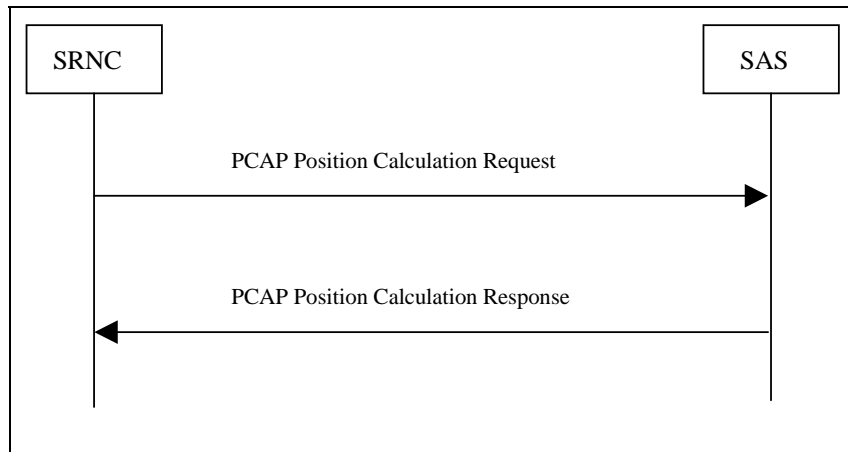 SRNC
SAS
PCAP Position Calculation Request
PCAP Position Calculation Response